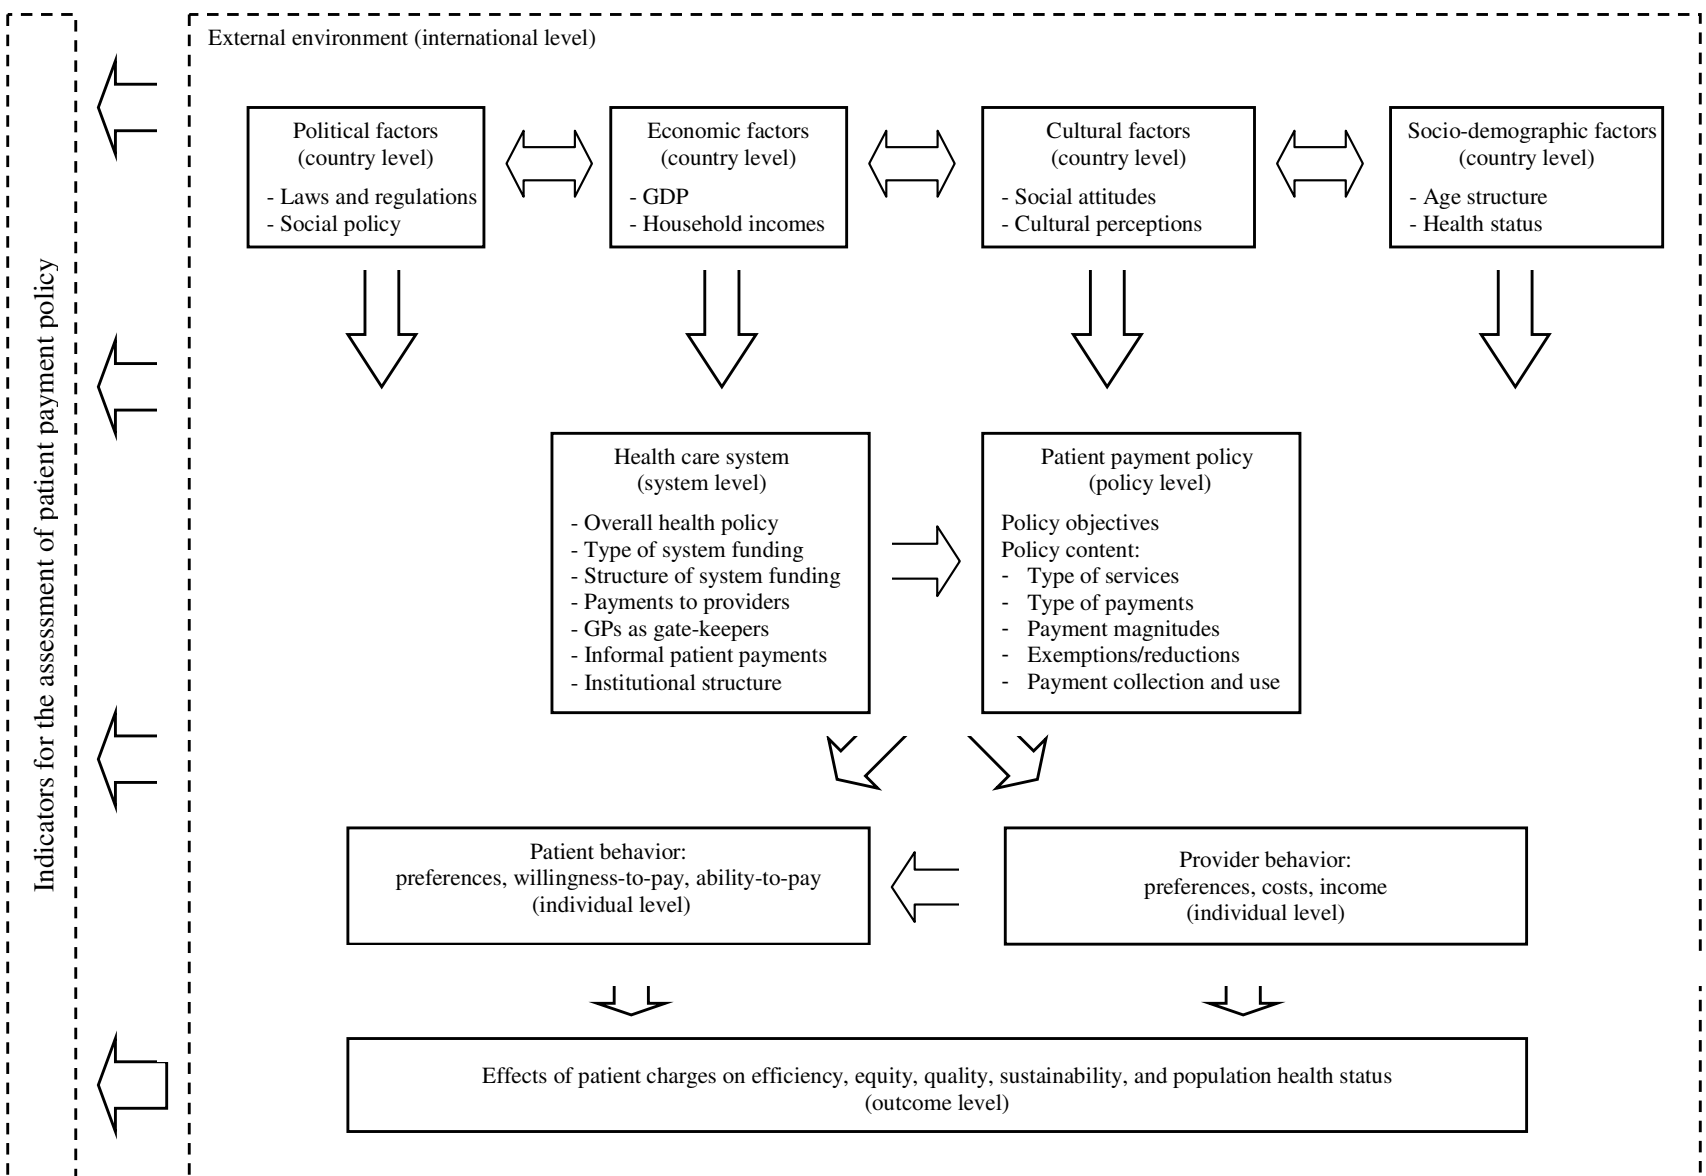 Indicators for the assessment of patient payment policy
External environment (international level)
Political factors
(country level)
- Laws and regulations
- Social policy
Economic factors
(country level)
- GDP
- Household incomes
Cultural factors
(country level)
- Social attitudes
- Cultural perceptions
Socio-demographic factors
(country level)
- Age structure
- Health status
Health care system
(system level)
- Overall health policy
- Type of system funding
- Structure of system funding
- Payments to providers
- GPs as gate-keepers
- Informal patient payments
- Institutional structure
Patient payment policy
(policy level)
Policy objectives
Policy content:
- Type of services
- Type of payments
- Payment magnitudes
- Exemptions/reductions
- Payment collection and use
Patient behavior:
preferences, willingness-to-pay, ability-to-pay
(individual level)
Provider behavior:
preferences, costs, income
(individual level)
Effects of patient charges on efficiency, equity, quality, sustainability, and population health status
(outcome level)